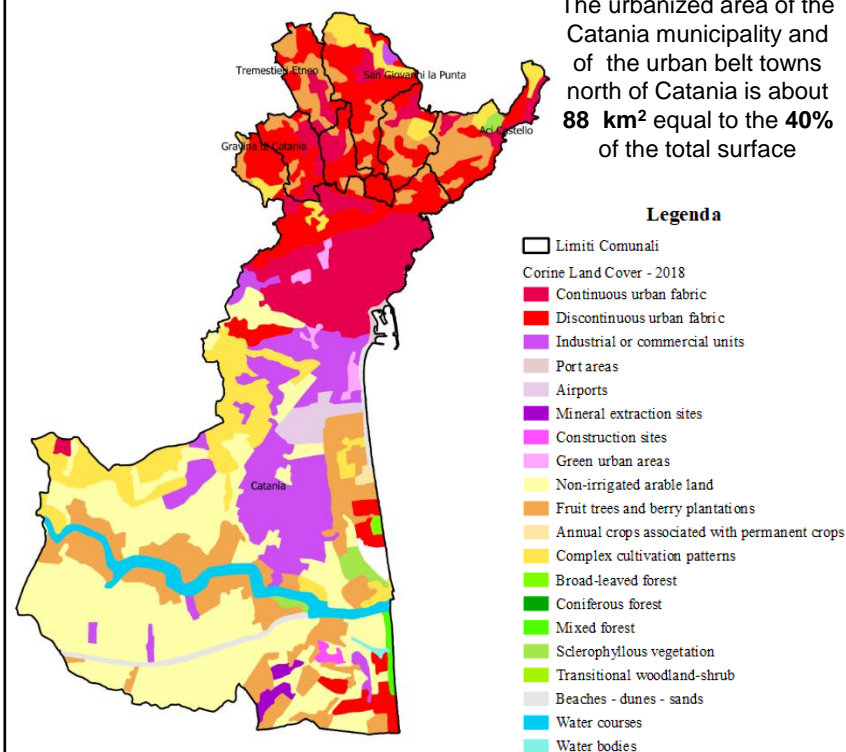 The urbanized area of the
Catania municipality and
of the urban belt towns
north of Catania is about
88 km² equal to the 40%
of the total surface
Tremestieri Etneo
San Giovanni la Punta
Aci Castello
Gravina di Catania
Catania
Legenda
Limiti Comunali
Corine Land Cover - 2018
Continuous urban fabric
Discontinuous urban fabric
Industrial or commercial units
Port areas
Airports
Mineral extraction sites
Construction sites
Green urban areas
Non-irrigated arable land
Fruit trees and berry plantations
Annual crops associated with permanent crops
Complex cultivation patterns
Broad-leaved forest
Coniferous forest
Mixed forest
Sclerophyllous vegetation
Transitional woodland-shrub
Beaches - dunes - sands
Water courses
Water bodies